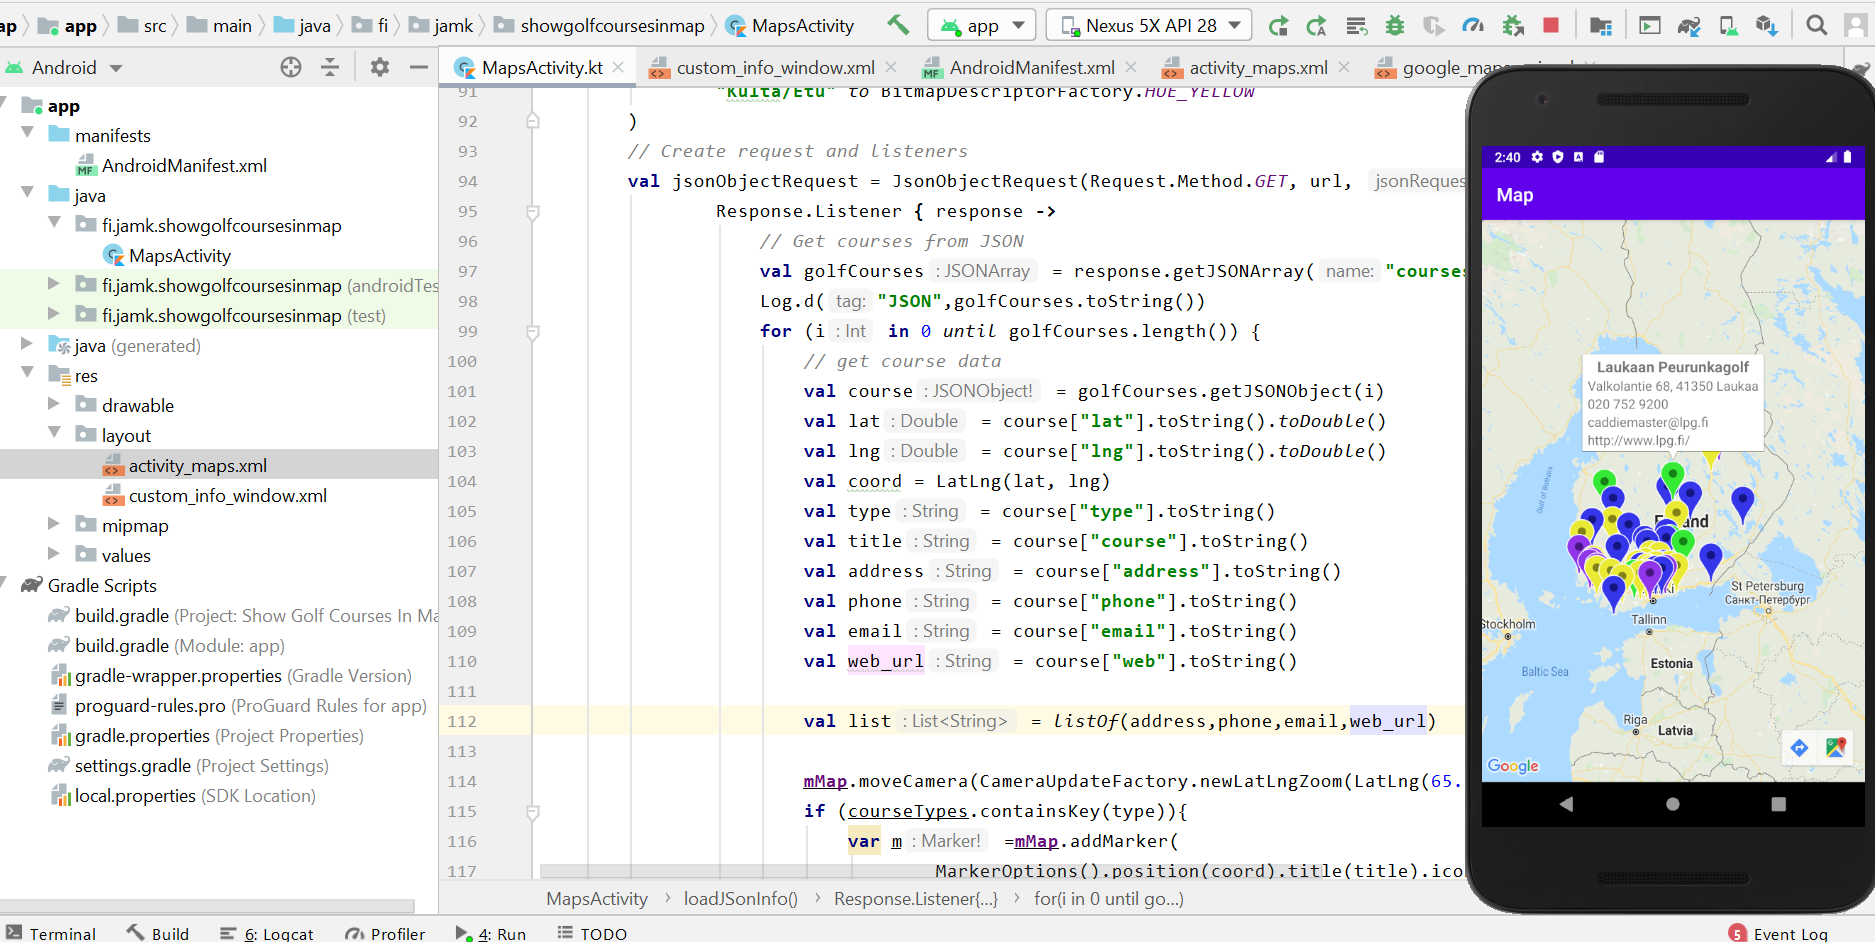 ap app src main java fi jamk showgolfcoursesinmap MapsActivity app Nexus 5X API 28
Android
MapsActivity.kt custom_info_window.xml AndroidManifest.xml activity_maps.xml
app
manifests
AndroidManifest.xml
java
fi.jamk.showgolfcoursesinmap
MapsActivity
fi.jamk.showgolfcoursesinmap (androidTes
fi.jamk.showgolfcoursesinmap (test)
java (generated)
res
drawable
layout
activity_maps.xml
custom_info_window.xml
mipmap
values
Gradle Scripts
build.gradle (Project: Show Golf Courses In Ma
build.gradle (Module: app)
gradle-wrapper.properties (Gradle Version)
proguard-rules.pro (ProGuard Rules for app)
gradle.properties (Project Properties)
settings.gradle (Project Settings)
local.properties (SDK Location)
91 "Kulta/Etu" to BitmapDescriptorFactory.HUE_YELLOW
92 )
93 // Create request and listeners
94 val jsonObjectRequest = JsonObjectRequest(Request.Method.GET, url, jsonReques
95 Response.Listener { response ->
96 // Get courses from JSON
97 val golfCourses : JSONArray = response.getJSONArray( name: "courses
98 Log.d( tag: "JSON",golfCourses.toString())
99 for (i : Int in 0 until golfCourses.length()) {
100 // get course data
101 val course : JSONObject! = golfCourses.getJSONObject(i)
102 val lat : Double = course["lat"].toString().toDouble()
103 val lng : Double = course["lng"].toString().toDouble()
104 val coord = LatLng(lat, lng)
105 val type : String = course["type"].toString()
106 val title : String = course["course"].toString()
107 val address : String = course["address"].toString()
108 val phone : String = course["phone"].toString()
109 val email : String = course["email"].toString()
110 val web_url : String = course["web"].toString()
111
112 val list : List<String> = listOf(address,phone,email,web_url)
113
114 mMap.moveCamera(CameraUpdateFactory.newLatLngZoom(LatLng(65.
115 if (courseTypes.containsKey(type)){
116 var m : Marker! =mMap.addMarker(
117 MarkerOptions().position(coord).title(title).ico
MapsActivity loadJSonInfo() Response.Listener{...} for(i in 0 until go...)
2:40
Map
Laukaan Peurunkagolf
Valkolantie 68, 41350 Laukaa
020 752 9200
caddiemaster@lpg.fi
http://www.lpg.fi/
Gulf of Bothnia
St Petersburg
Санкт-Петербург
Stockholm
Tallinn
Estonia
Baltic Sea
Riga
Latvia
Google
Terminal Build 6: Logcat Profiler 4: Run TODO 5 Event Log